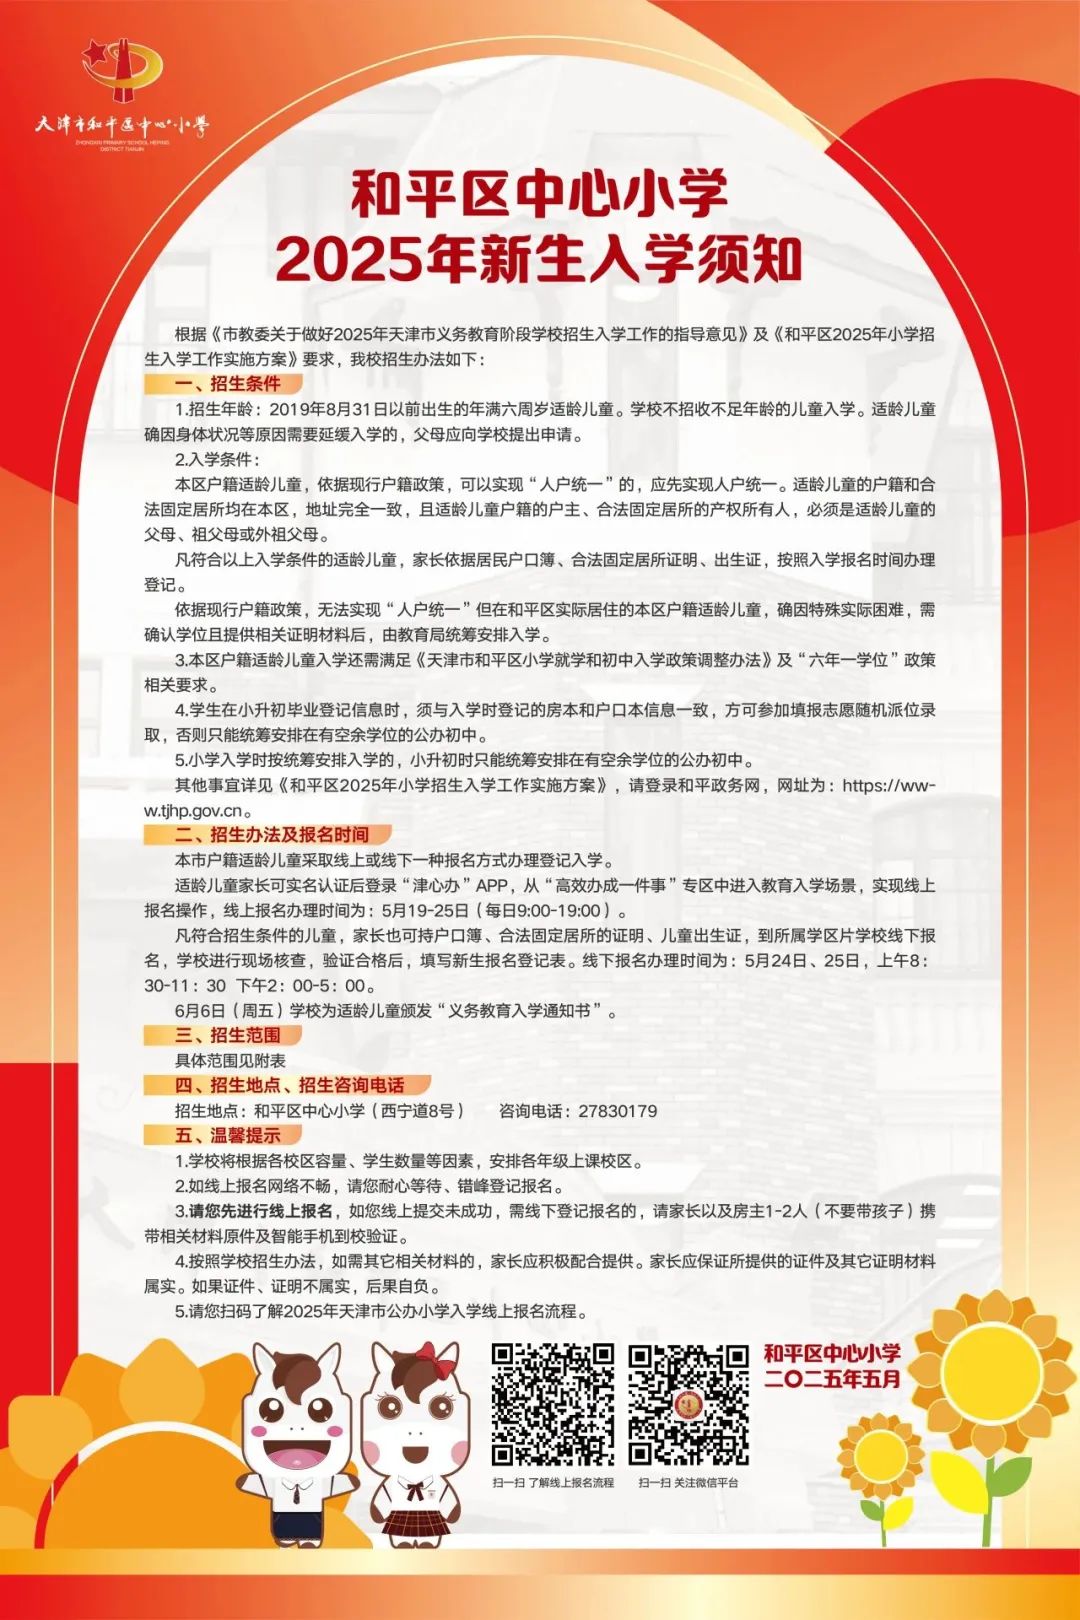 天津市和平区中心小学
ZHONGXIN PRIMARY SCHOOL HEPING
DISTRICT TIANJIN
和平区中心小学
2025年新生入学须知
根据《市教委关于做好2025年天津市义务教育阶段学校招生入学工作的指导意见》及《和平区2025年小学招
生入学工作实施方案》要求，我校招生办法如下：
一、招生条件
1.招生年龄：2019年8月31日以前出生的年满六周岁适龄儿童。学校不招收不足年龄的儿童入学。适龄儿童
确因身体状况等原因需要延缓入学的，父母应向学校提出申请。
2.入学条件：
本区户籍适龄儿童，依据现行户籍政策，可以实现“人户统一”的，应先实现人户统一。适龄儿童的户籍和合
法固定居所均在本区，地址完全一致，且适龄儿童户籍的户主、合法固定居所的产权所有人，必须是适龄儿童的
父母、祖父母或外祖父母。
凡符合以上入学条件的适龄儿童，家长依据居民户口簿、合法固定居所证明、出生证，按照入学报名时间办理
登记。
依据现行户籍政策，无法实现“人户统一”但在和平区实际居住的本区户籍适龄儿童，确因特殊实际困难，需
确认学位且提供相关证明材料后，由教育局统筹安排入学。
3.本区户籍适龄儿童入学还需满足《天津市和平区小学就学和初中入学政策调整办法》及“六年一学位”政策
相关要求。
4.学生在小升初毕业登记信息时，须与入学时登记的房本和户口本信息一致，方可参加填报志愿随机派位录
取，否则只能统筹安排在有空余学位的公办初中。
5.小学入学时按统筹安排入学的，小升初时只能统筹安排在有空余学位的公办初中。
其他事宜详见《和平区2025年小学招生入学工作实施方案》，请登录和平政务网，网址为：https://ww-
w.tjhp.gov.cn。
二、招生办法及报名时间
本市户籍适龄儿童采取线上或线下一种报名方式办理登记入学。
适龄儿童家长可实名认证后登录“津心办”APP，从“高效办成一件事”专区中进入教育入学场景，实现线上
报名操作，线上报名办理时间为：5月19-25日（每日9:00-19:00）。
凡符合招生条件的儿童，家长也可持户口簿、合法固定居所的证明、儿童出生证，到所属学区片学校线下报
名，学校进行现场核查，验证合格后，填写新生报名登记表。线下报名办理时间为：5月24日、25日，上午8：
30-11：30 下午2：00-5：00。
6月6日（周五）学校为适龄儿童颁发“义务教育入学通知书”。
三、招生范围
具体范围见附表
四、招生地点、招生咨询电话
招生地点：和平区中心小学（西宁道8号） 咨询电话：27830179
五、温馨提示
1.学校将根据各校区容量、学生数量等因素，安排各年级上课校区。
2.如线上报名网络不畅，请您耐心等待、错峰登记报名。
3.请您先进行线上报名，如您线上提交未成功，需线下登记报名的，请家长以及房主1-2人（不要带孩子）携
带相关材料原件及智能手机到校验证。
4.按照学校招生办法，如需其它相关材料的，家长应积极配合提供。家长应保证所提供的证件及其它证明材料
属实。如果证件、证明不属实，后果自负。
5.请您扫码了解2025年天津市公办小学入学线上报名流程。
和平区中心小学
二〇二五年五月
扫一扫 了解线上报名流程
扫一扫 关注微信平台